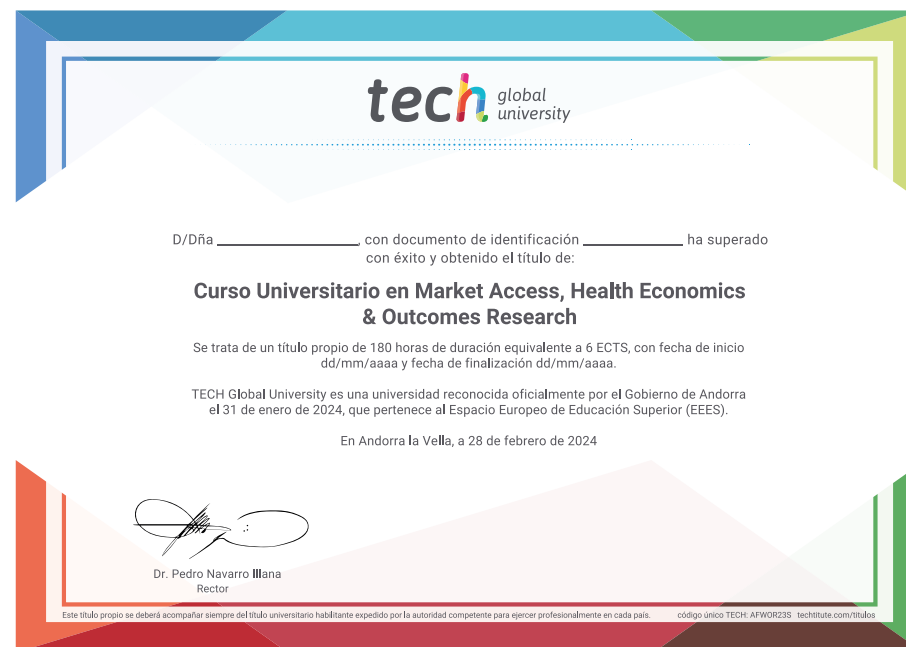 tech global university
D/Dña ____________________, con documento de identificación ______________ ha superado
con éxito y obtenido el título de:
Curso Universitario en Market Access, Health Economics
& Outcomes Research
Se trata de un título propio de 180 horas de duración equivalente a 6 ECTS, con fecha de inicio
dd/mm/aaaa y fecha de finalización dd/mm/aaaa.
TECH Global University es una universidad reconocida oficialmente por el Gobierno de Andorra
el 31 de enero de 2024, que pertenece al Espacio Europeo de Educación Superior (EEES).
En Andorra la Vella, a 28 de febrero de 2024
Dr. Pedro Navarro Illana
Rector
Este título propio se deberá acompañar siempre del título universitario habilitante expedido por la autoridad competente para ejercer profesionalmente en cada país. código único TECH: AFWOR23S techtitute.com/titulos